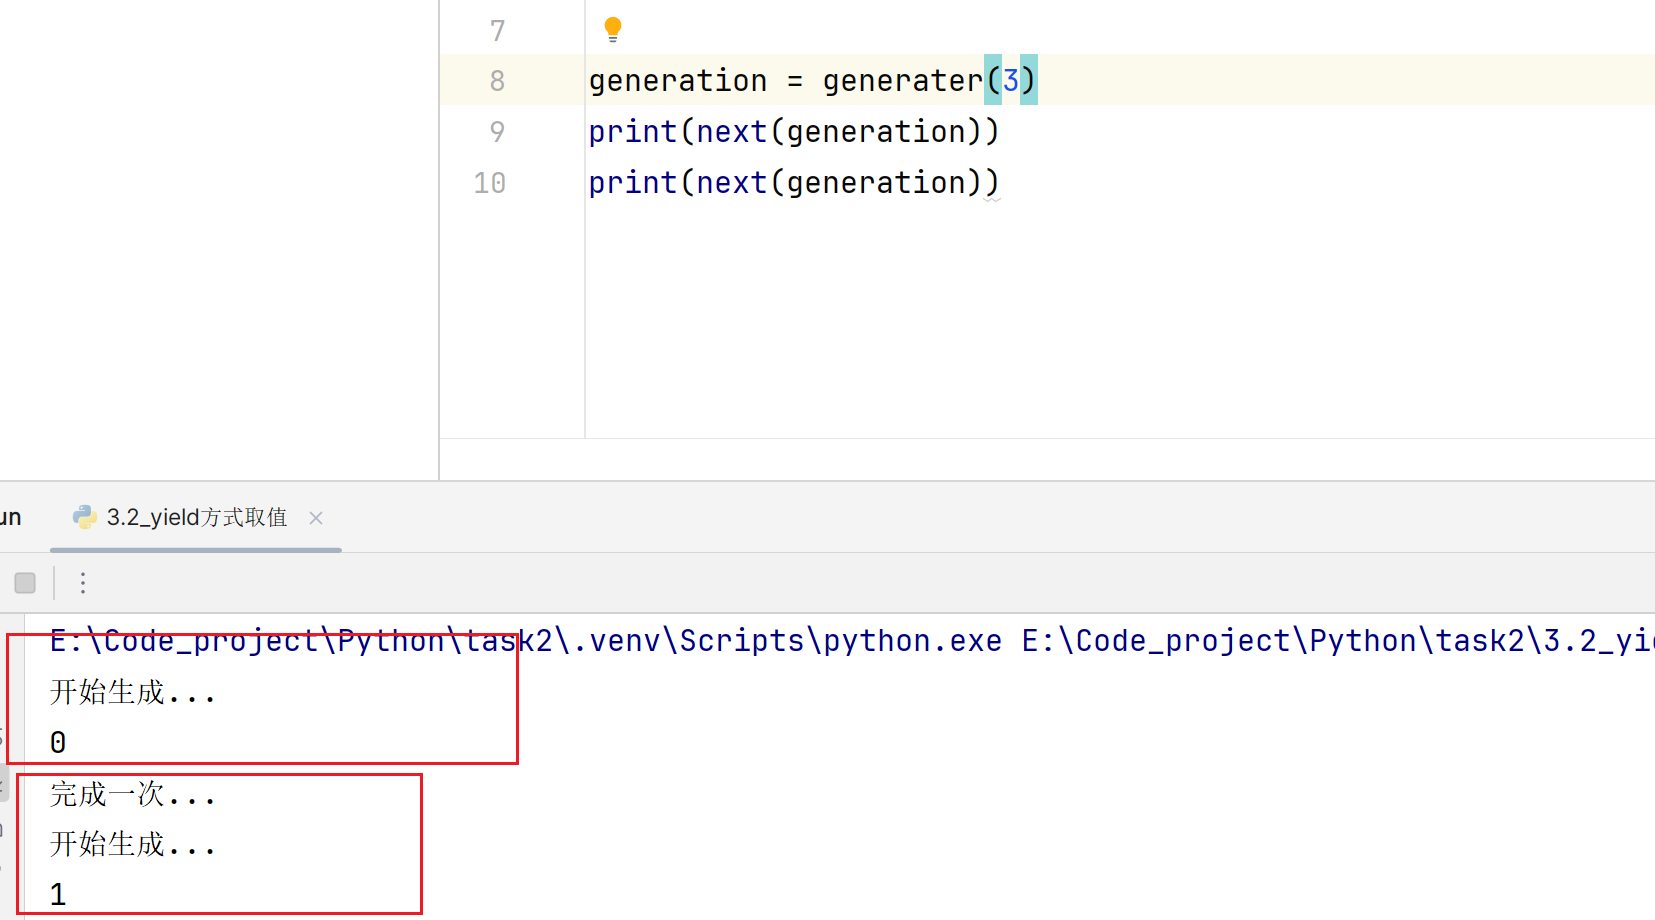 7
8 generation = generater(3)
9 print(next(generation))
10 print(next(generation))
un 3.2_yield方式取值
E:\Code_project\Python\task2\.venv\Scripts\python.exe E:\Code_project\Python\task2\3.2_yi
开始生成...
0
完成一次...
开始生成...
1